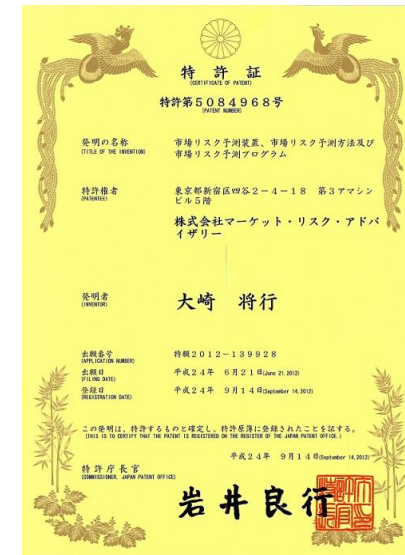 特許証
(CERTIFICATE OF PATENT)
特許第5084968号
(PATENT NUMBER)
発明の名称
(TITLE OF THE INVENTION)
市場リスク予測装置、市場リスク予測方法及び
市場リスク予測プログラム
特許権者
(PATENTEE)
東京都新宿区四谷2-4-18 第3アマシン
ビル5階
株式会社マーケット・リスク・アドバ
イザリー
発明者
(INVENTOR)
大崎 将行
出願番号
(APPLICATION NUMBER)
特願2012-139928
出願日
(FILING DATE)
平成24年 6月21日(June 21,2012)
登録日
(REGISTRATION DATE)
平成24年 9月14日(September 14,2012)
この発明は、特許するものと確定し、特許原簿に登録されたことを証する。
(THIS IS TO CERTIFY THAT THE PATENT IS REGISTERED ON THE REGISTER OF THE JAPAN PATENT OFFICE.)
平成24年 9月14日(September 14,2012)
特許庁長官
(COMMISSIONER, JAPAN PATENT OFFICE)
岩井良行